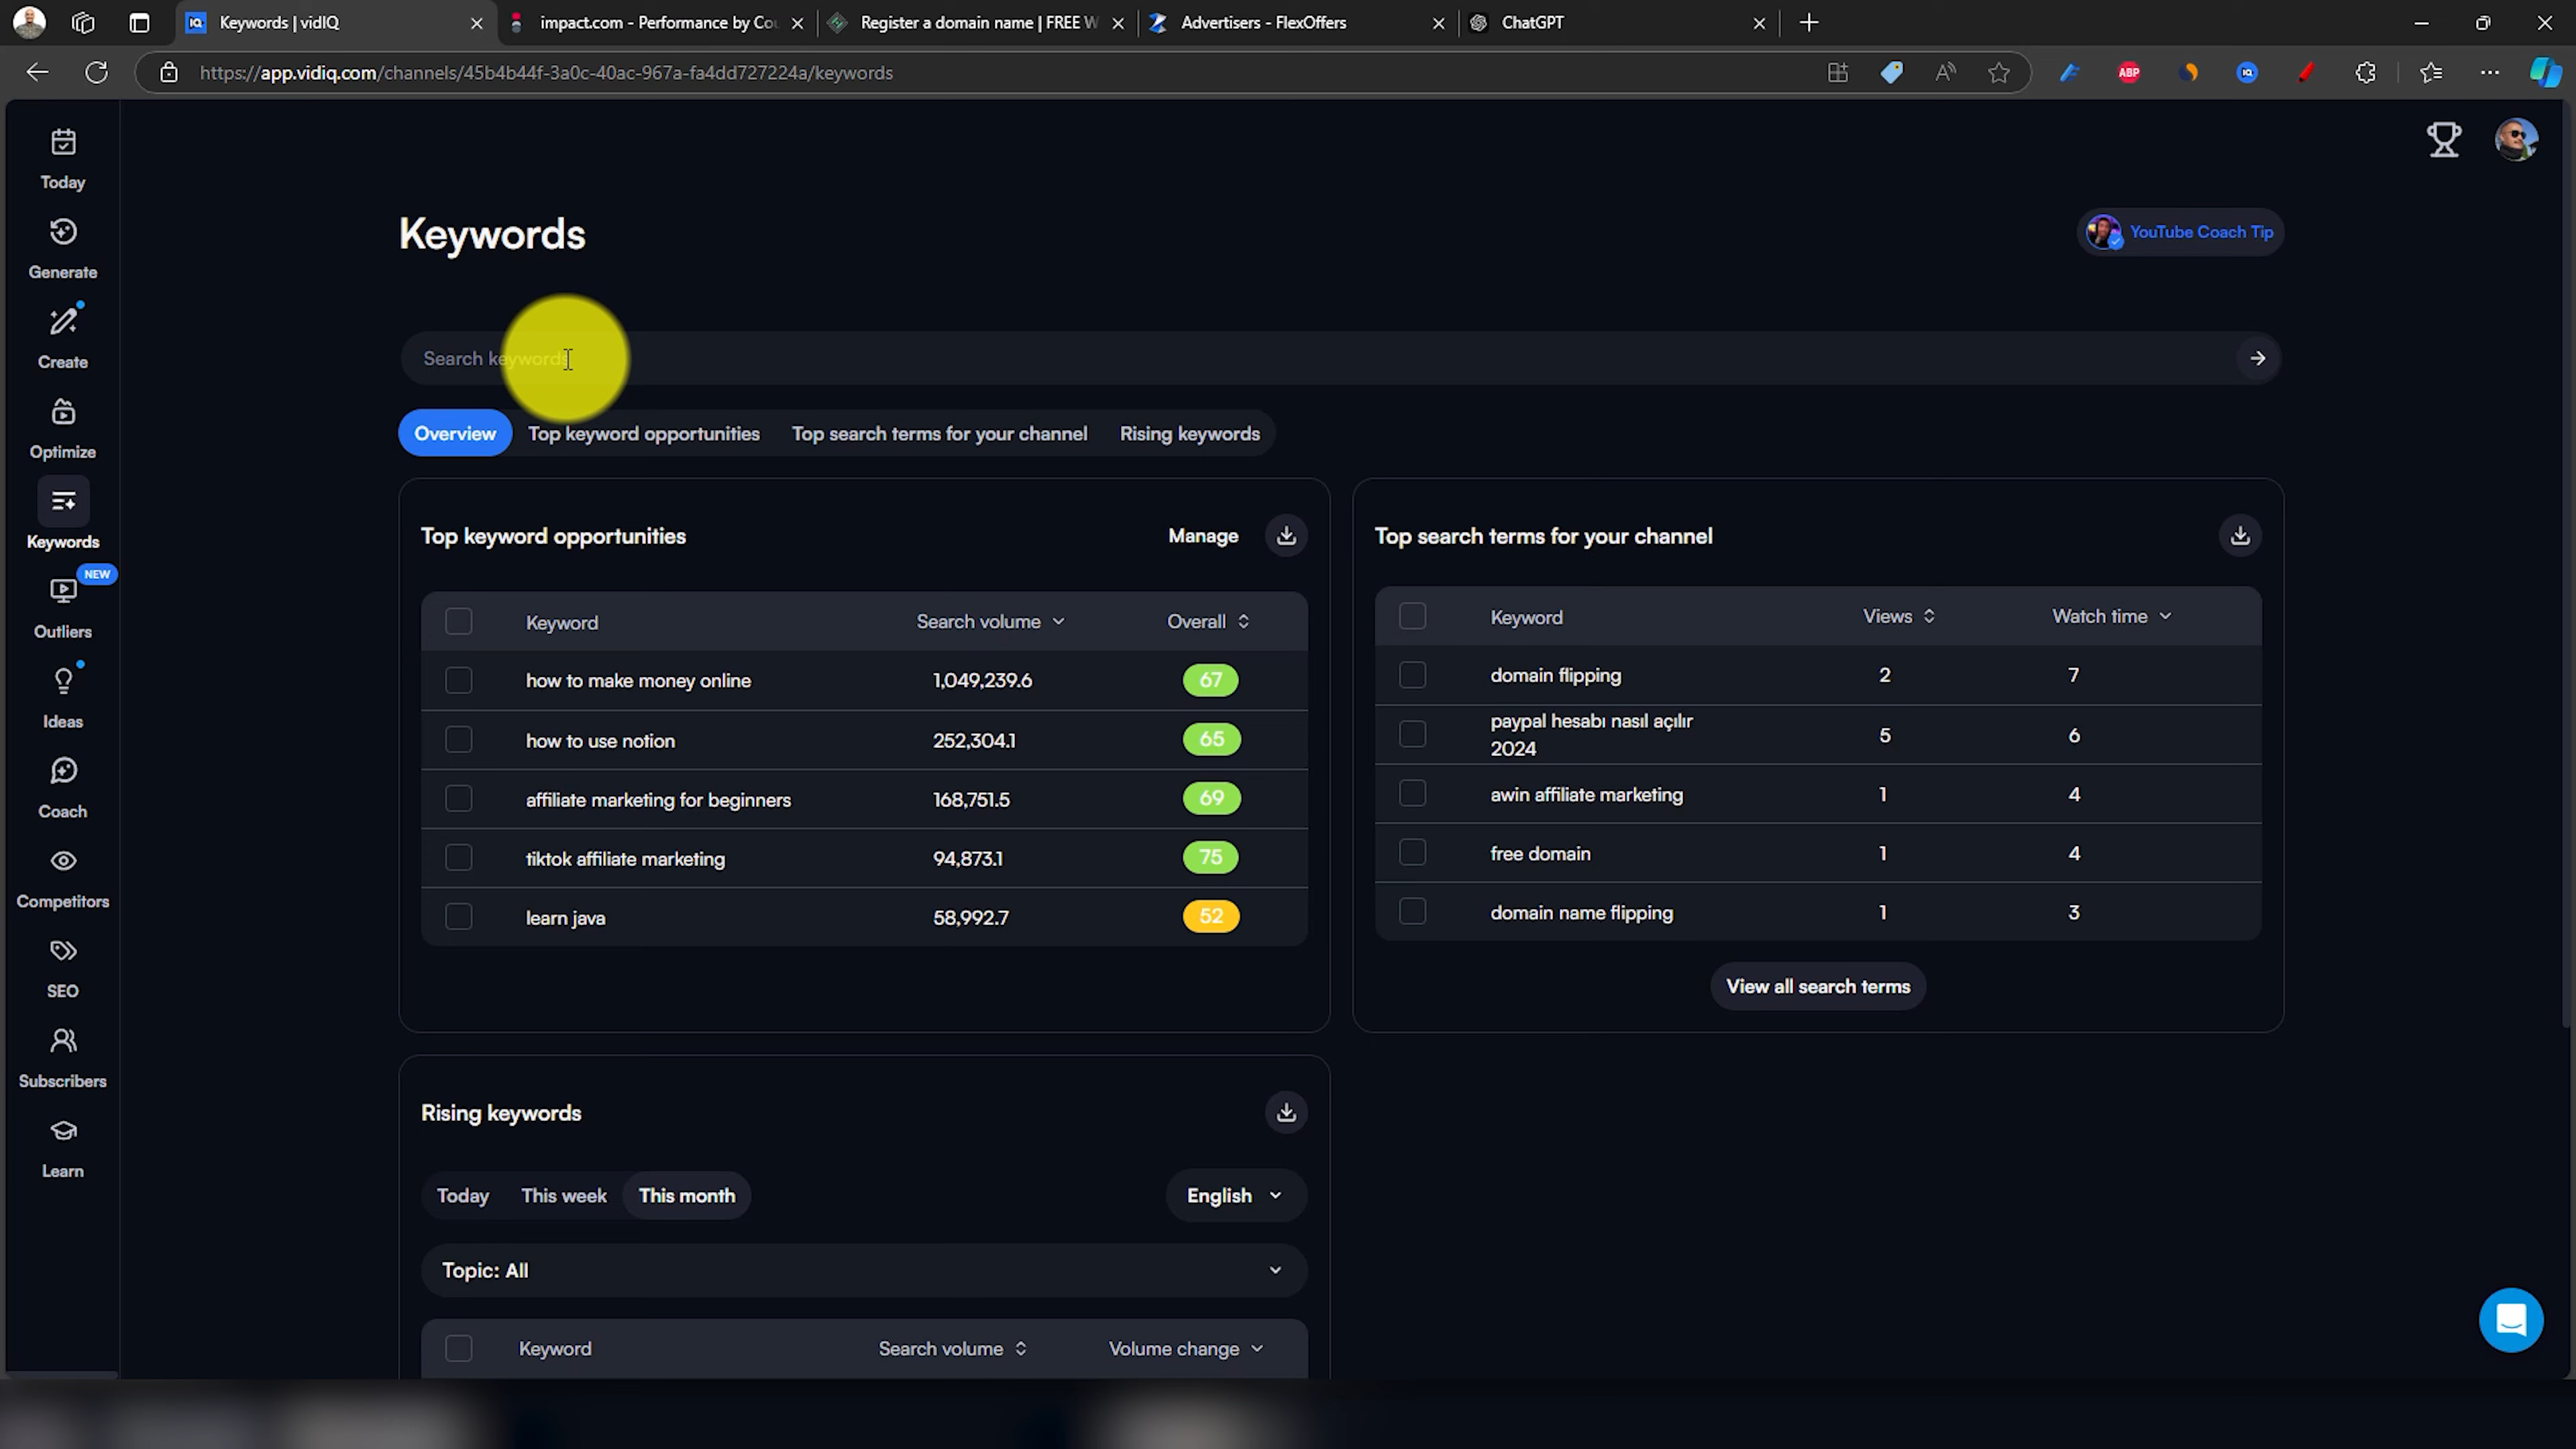 Keywords | vidIQ
impact.com - Performance by Cou
Register a domain name | FREE W
Advertisers - FlexOffers
ChatGPT
https://app.vidiq.com/channels/45b4b44f-3a0c-40ac-967a-fa4dd727224a/keywords
ABP
Today
Generate
Create
Optimize
Keywords
NEW
Outliers
Ideas
Coach
Competitors
SEO
Subscribers
Learn
Keywords
YouTube Coach Tip
Search keywords
Overview Top keyword opportunities Top search terms for your channel Rising keywords
Top keyword opportunities Manage
Keyword Search volume Overall
how to make money online 1,049,239.6 67
how to use notion 252,304.1 65
affiliate marketing for beginners 168,751.5 69
tiktok affiliate marketing 94,873.1 75
learn java 58,992.7 52
Top search terms for your channel
Keyword Views Watch time
domain flipping 2 7
paypal hesabı nasıl açılır
2024 5 6
awin affiliate marketing 1 4
free domain 1 4
domain name flipping 1 3
View all search terms
Rising keywords
Today This week This month English
Topic: All
Keyword Search volume Volume change